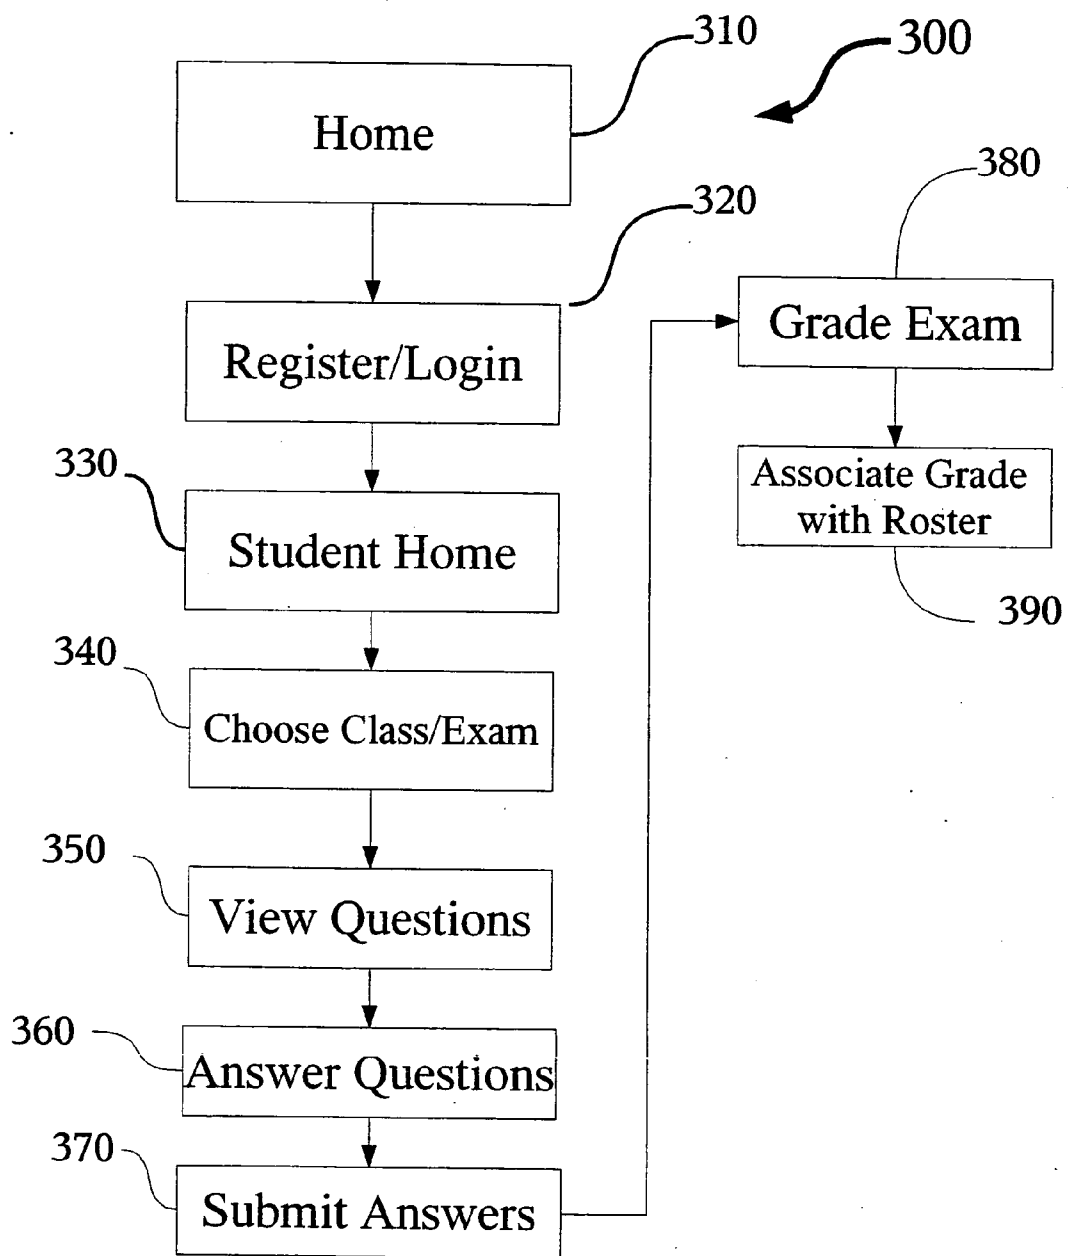 310
300
Home
380
320
Grade Exam
Register/Login
330
Associate Grade
with Roster
Student Home
390
340
Choose Class/Exam
350
View Questions
360
Answer Questions
370
Submit Answers